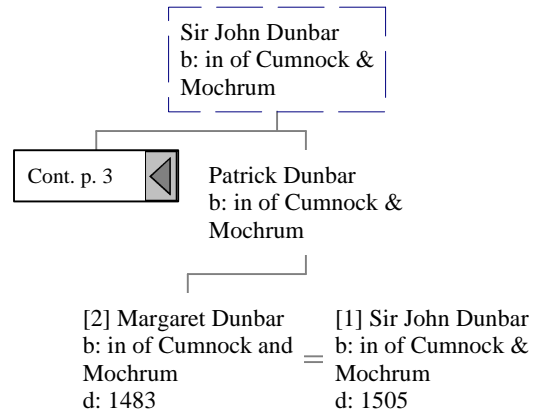 Sir John Dunbar
b: in of Cumnock &
Mochrum
Cont. p. 3
Patrick Dunbar
b: in of Cumnock &
Mochrum
[2] Margaret Dunbar
b: in of Cumnock and
Mochrum
d: 1483
=
[1] Sir John Dunbar
b: in of Cumnock &
Mochrum
d: 1505